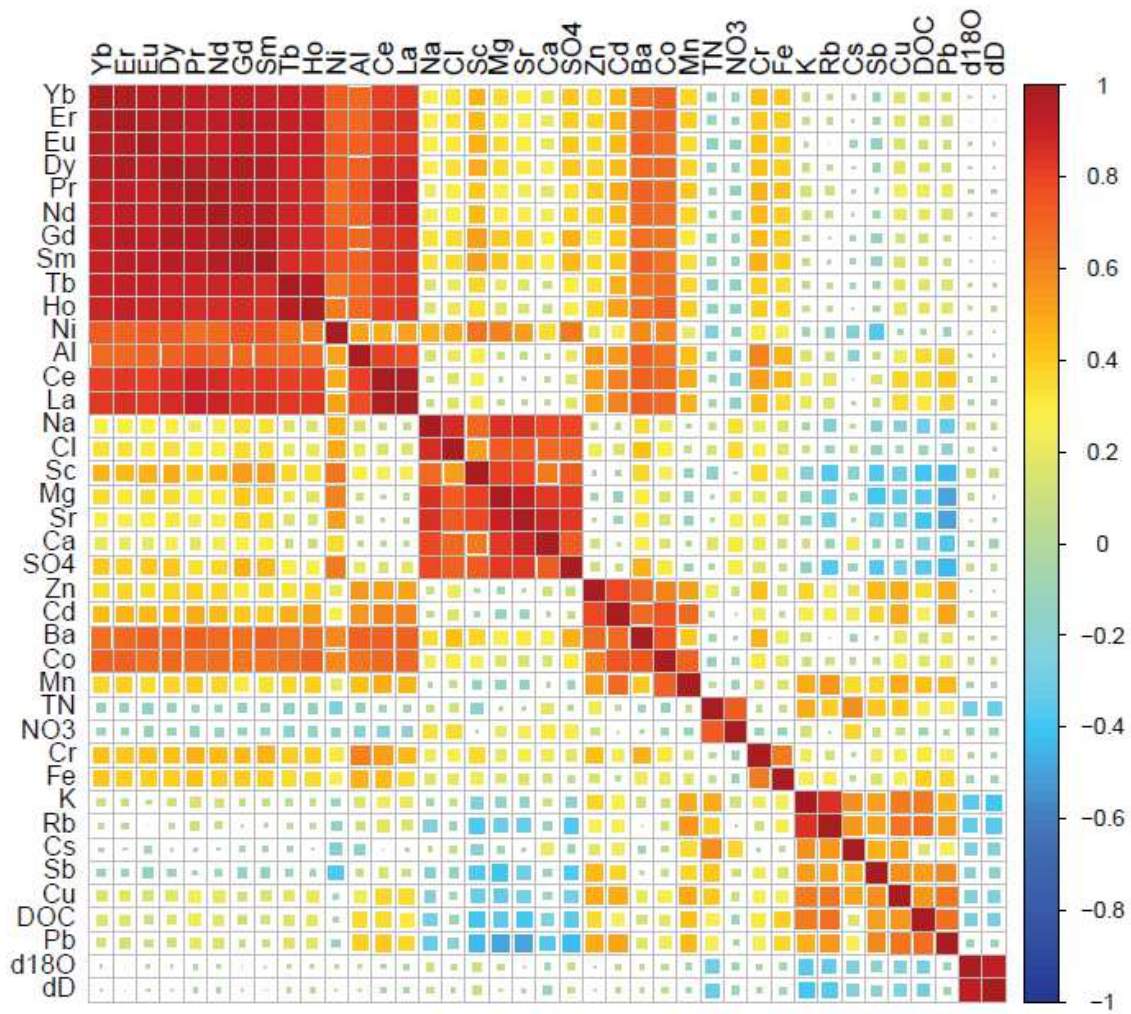 Yb Er Eu Dy Pr Nd Gd Sm Tb Ho Ni Al Ce La Na Cl Sc Mg Sr Ca SO4 Zn Cd Ba Co Mn TN NO3 Cr Fe K Rb Cs Sb Cu DOC Pb d18O dD
Yb
Er
Eu
Dy
Pr
Nd
Gd
Sm
Tb
Ho
Ni
Al
Ce
La
Na
Cl
Sc
Mg
Sr
Ca
SO4
Zn
Cd
Ba
Co
Mn
TN
NO3
Cr
Fe
K
Rb
Cs
Sb
Cu
DOC
Pb
d18O
dD
1
0.8
0.6
0.4
0.2
0
−0.2
−0.4
−0.6
−0.8
−1